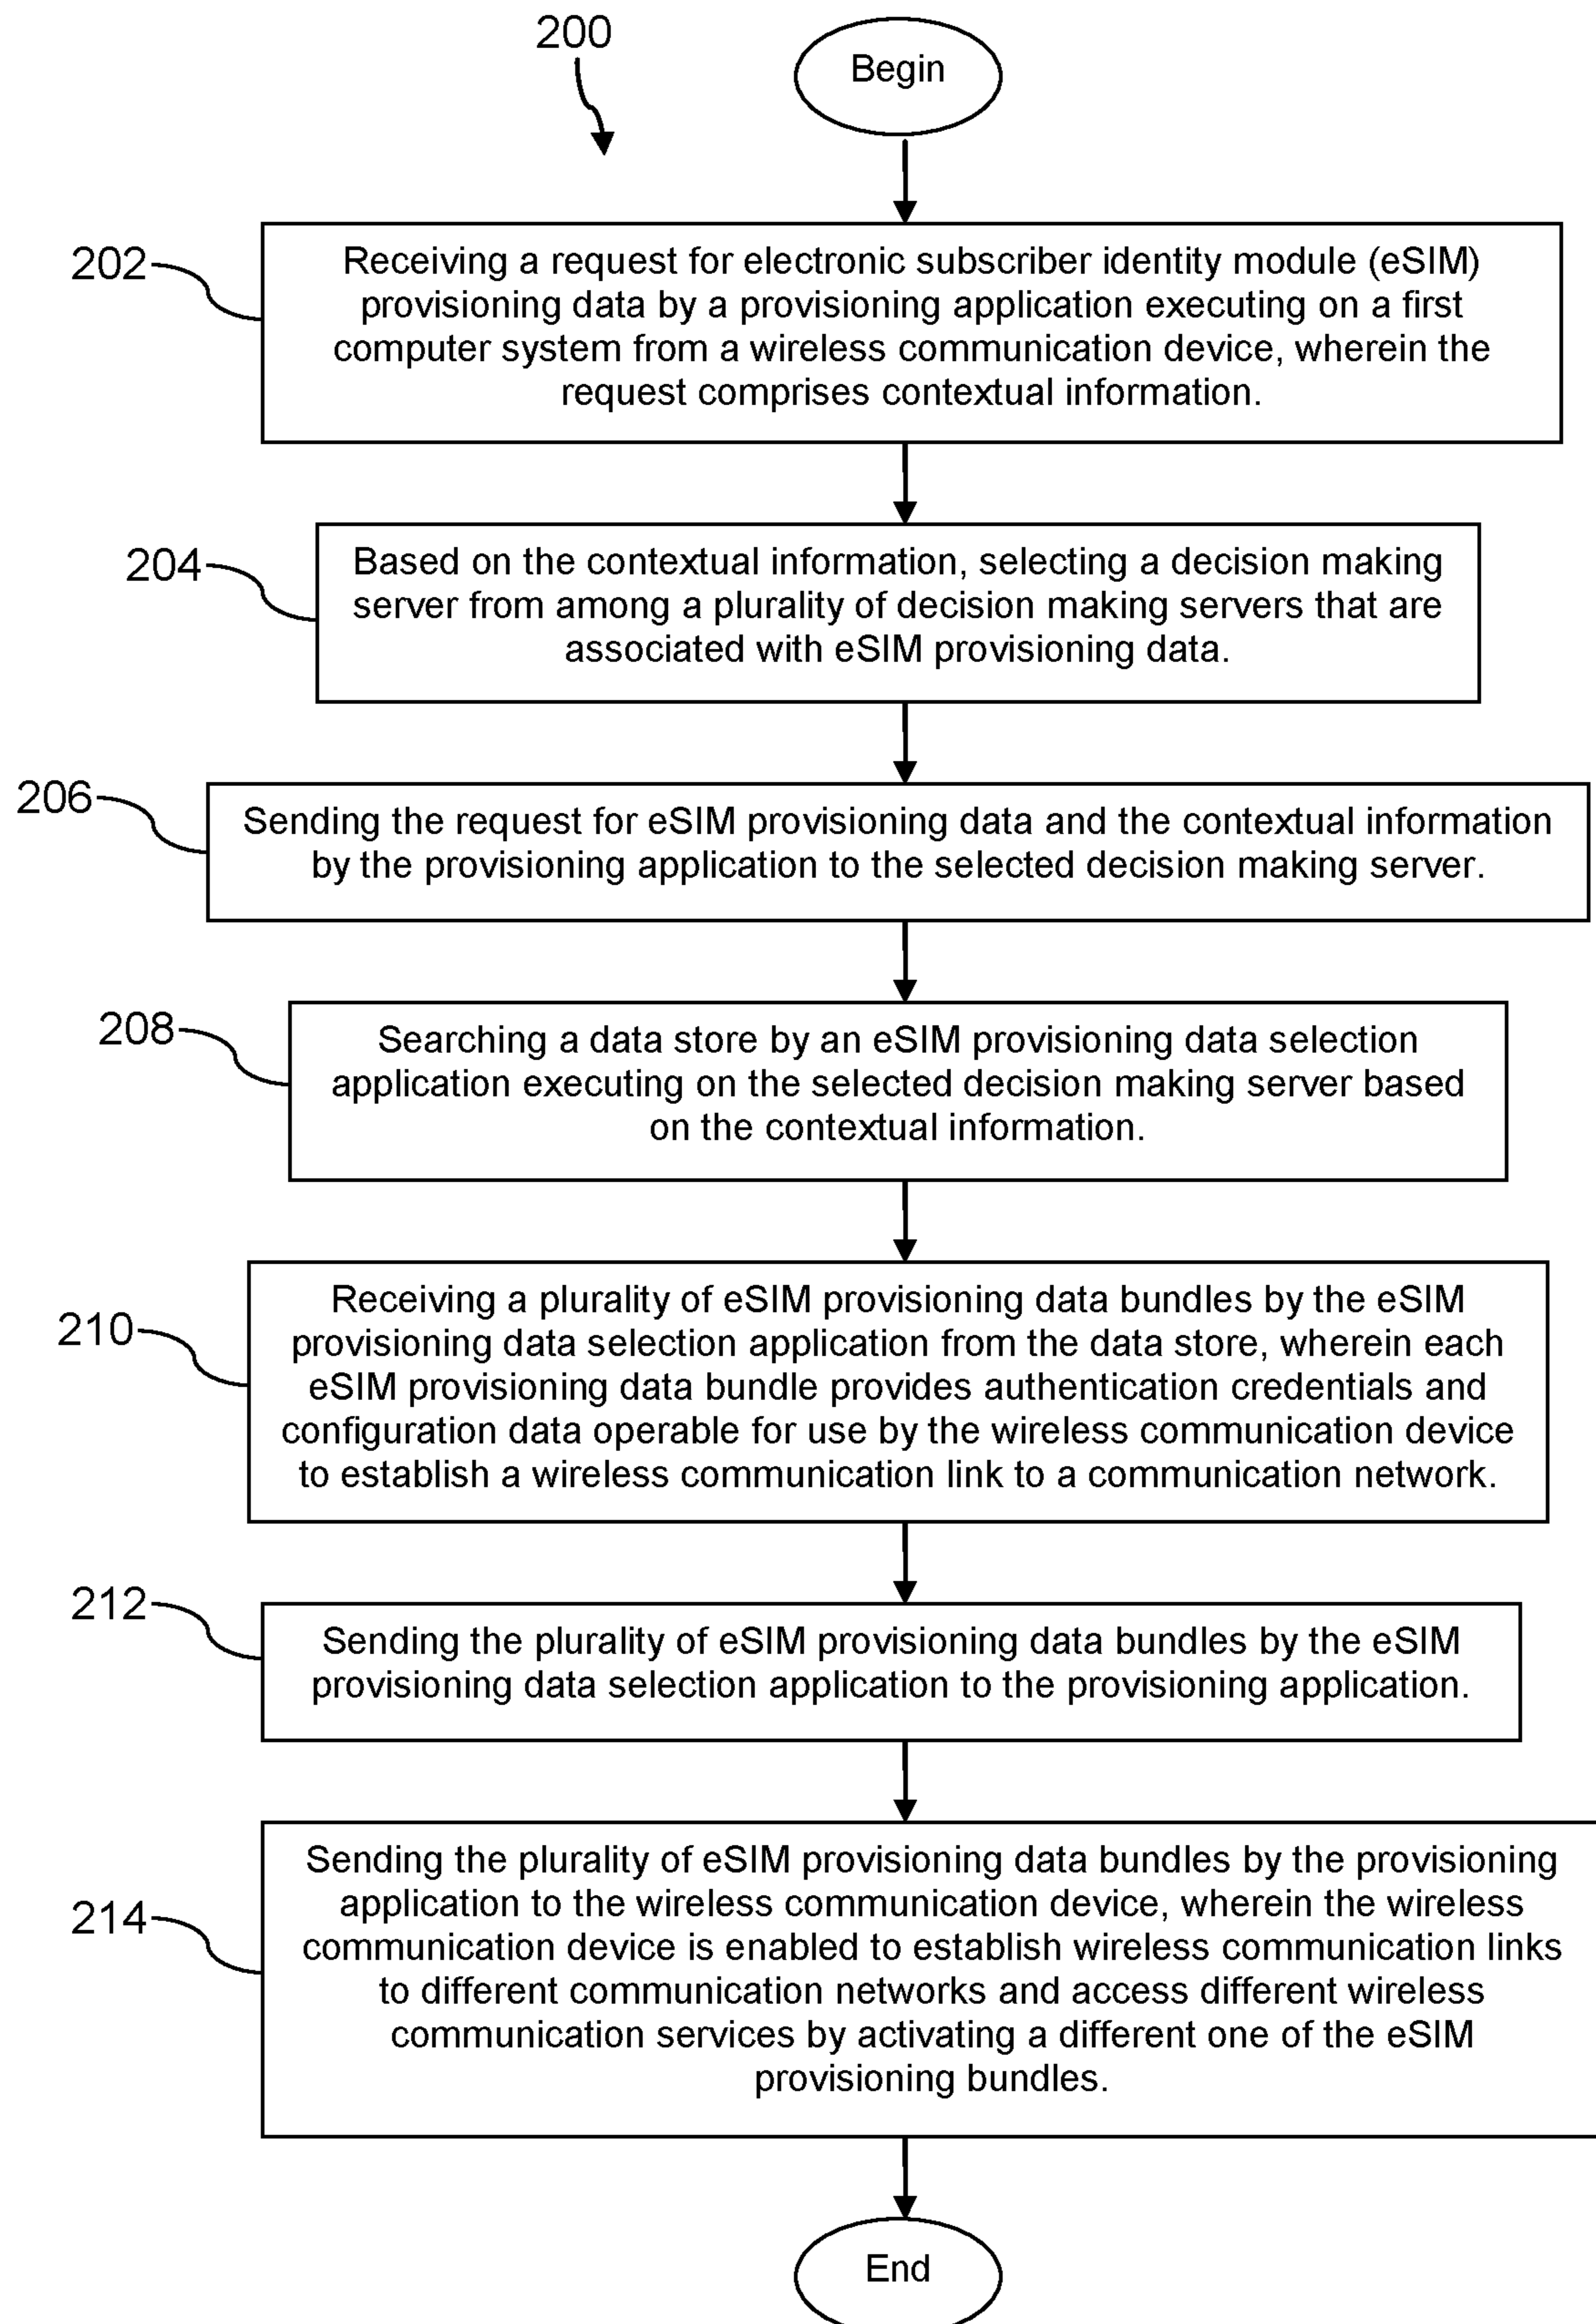 200
Begin
202
Receiving a request for electronic subscriber identity module (eSIM)
provisioning data by a provisioning application executing on a first
computer system from a wireless communication device, wherein the
request comprises contextual information.
204
Based on the contextual information, selecting a decision making
server from among a plurality of decision making servers that are
associated with eSIM provisioning data.
206
Sending the request for eSIM provisioning data and the contextual information
by the provisioning application to the selected decision making server.
208
Searching a data store by an eSIM provisioning data selection
application executing on the selected decision making server based
on the contextual information.
210
Receiving a plurality of eSIM provisioning data bundles by the eSIM
provisioning data selection application from the data store, wherein each
eSIM provisioning data bundle provides authentication credentials and
configuration data operable for use by the wireless communication device
to establish a wireless communication link to a communication network.
212
Sending the plurality of eSIM provisioning data bundles by the eSIM
provisioning data selection application to the provisioning application.
214
Sending the plurality of eSIM provisioning data bundles by the provisioning
application to the wireless communication device, wherein the wireless
communication device is enabled to establish wireless communication links
to different communication networks and access different wireless
communication services by activating a different one of the eSIM
provisioning bundles.
End